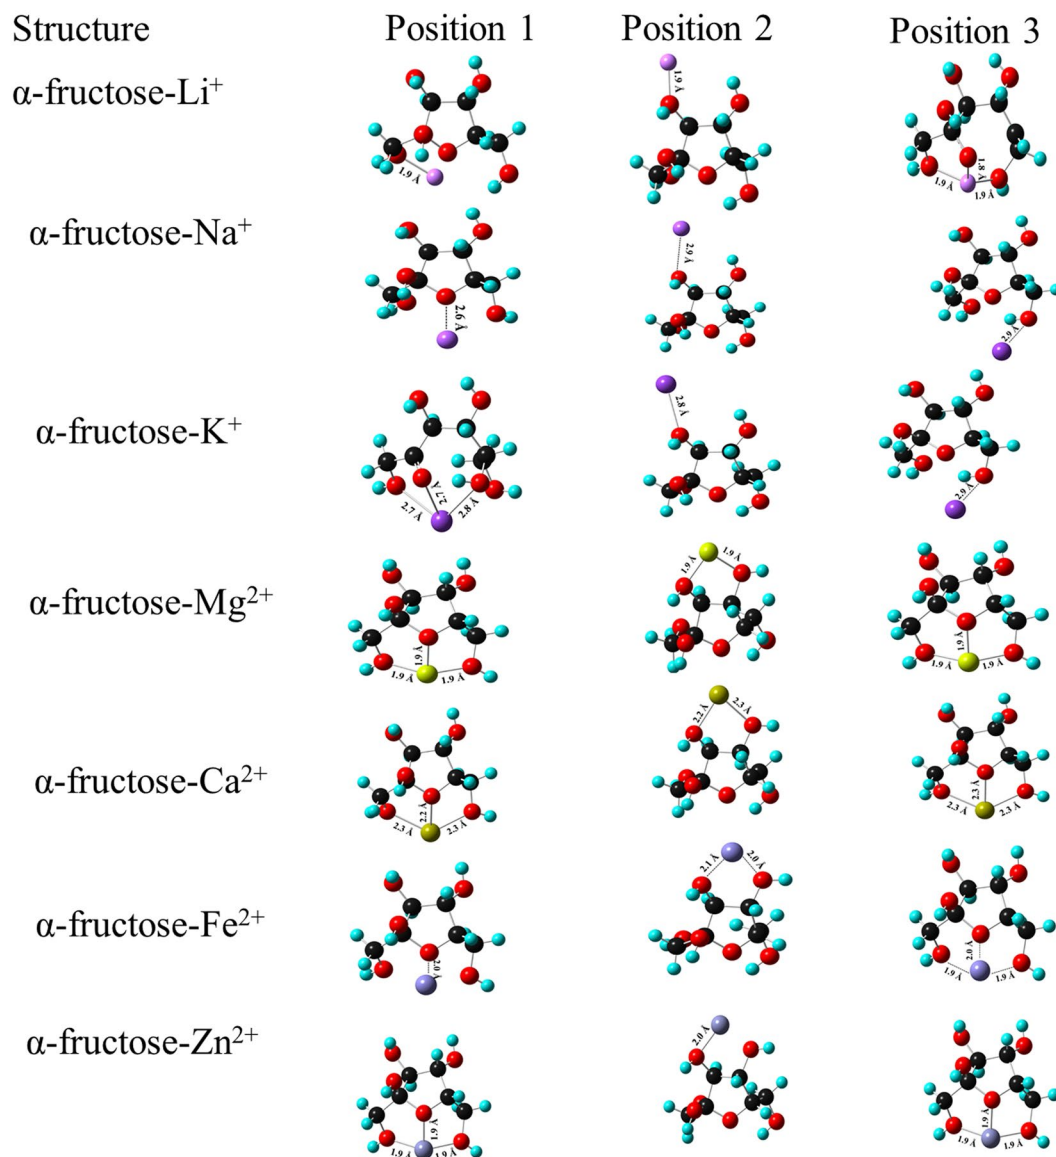 Structure Position 1 Position 2 Position 3
α-fructose-Li⁺
1.9 Å
1.9 Å
1.8 Å
1.9 Å
1.9 Å
α-fructose-Na⁺
2.6 Å
2.9 Å
2.9 Å
α-fructose-K⁺
2.7 Å
2.7 Å
2.8 Å
2.8 Å
2.9 Å
α-fructose-Mg²⁺
1.9 Å
1.9 Å
1.9 Å
1.9 Å
1.9 Å
1.9 Å
1.9 Å
1.9 Å
α-fructose-Ca²⁺
2.2 Å
2.3 Å
2.3 Å
2.2 Å
2.3 Å
2.3 Å
2.3 Å
2.3 Å
α-fructose-Fe²⁺
2.0 Å
2.1 Å
2.0 Å
2.0 Å
1.9 Å
1.9 Å
α-fructose-Zn²⁺
1.9 Å
1.9 Å
1.9 Å
2.0 Å
1.9 Å
1.9 Å
1.9 Å